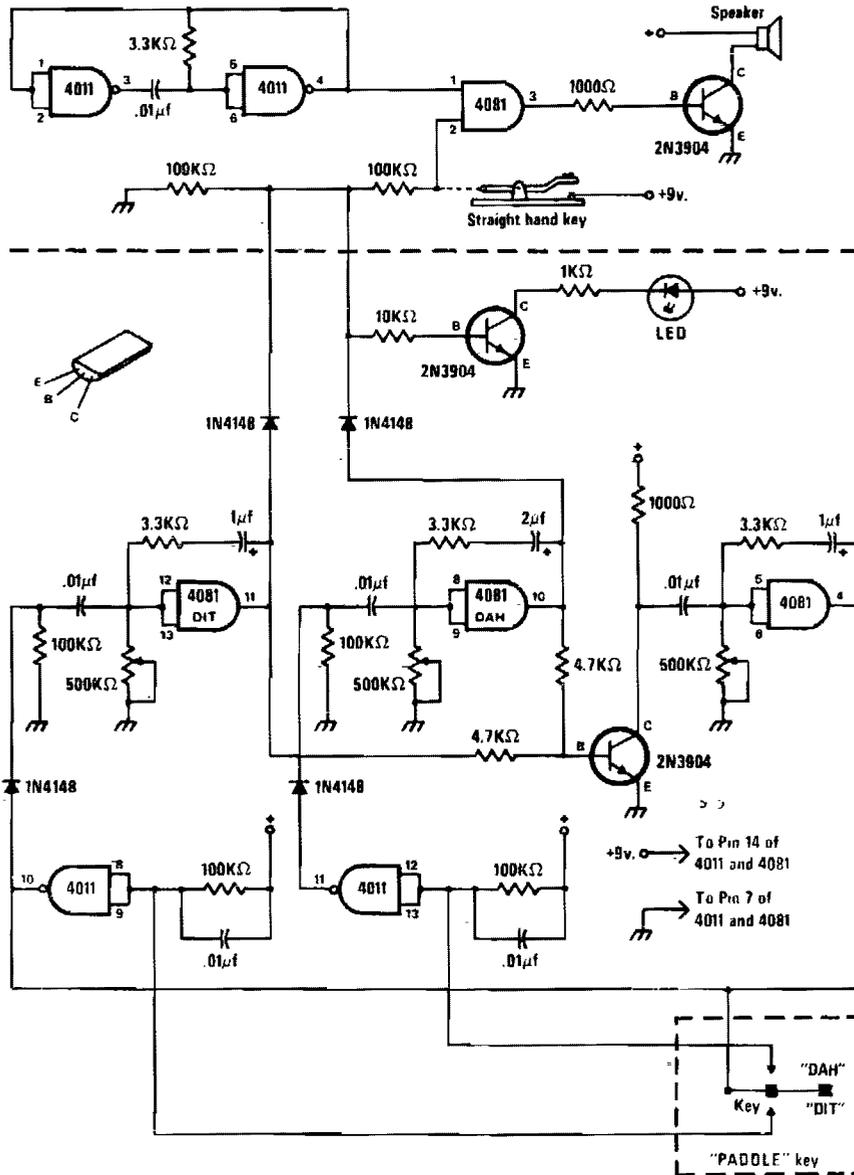 Speaker
+
3.3KΩ
1
2
4011
3
.01µf
5
6
4011
4
1
2
4081
3
1000Ω
B
C
E
2N3904
100KΩ
100KΩ
+9v.
Straight hand key
1KΩ
+9v.
LED
10KΩ
B
C
E
2N3904
E
B
C
1N4148
1N4148
+
1000Ω
3.3KΩ
1µf
+
.01µf
12
13
4081
DIT
11
100KΩ
500KΩ
3.3KΩ
2µf
+
.01µf
8
9
4081
DAH
10
100KΩ
500KΩ
4.7KΩ
3.3KΩ
1µf
+
.01µf
5
6
4081
4
500KΩ
4.7KΩ
B
C
E
2N3904
1N4148
1N4148
+
+
10
4011
8
9
100KΩ
.01µf
11
4011
12
13
100KΩ
.01µf
+9v.
To Pin 14 of
4011 and 4081
To Pin 7 of
4011 and 4081
"DAH"
Key
"DIT"
"PADDLE" key